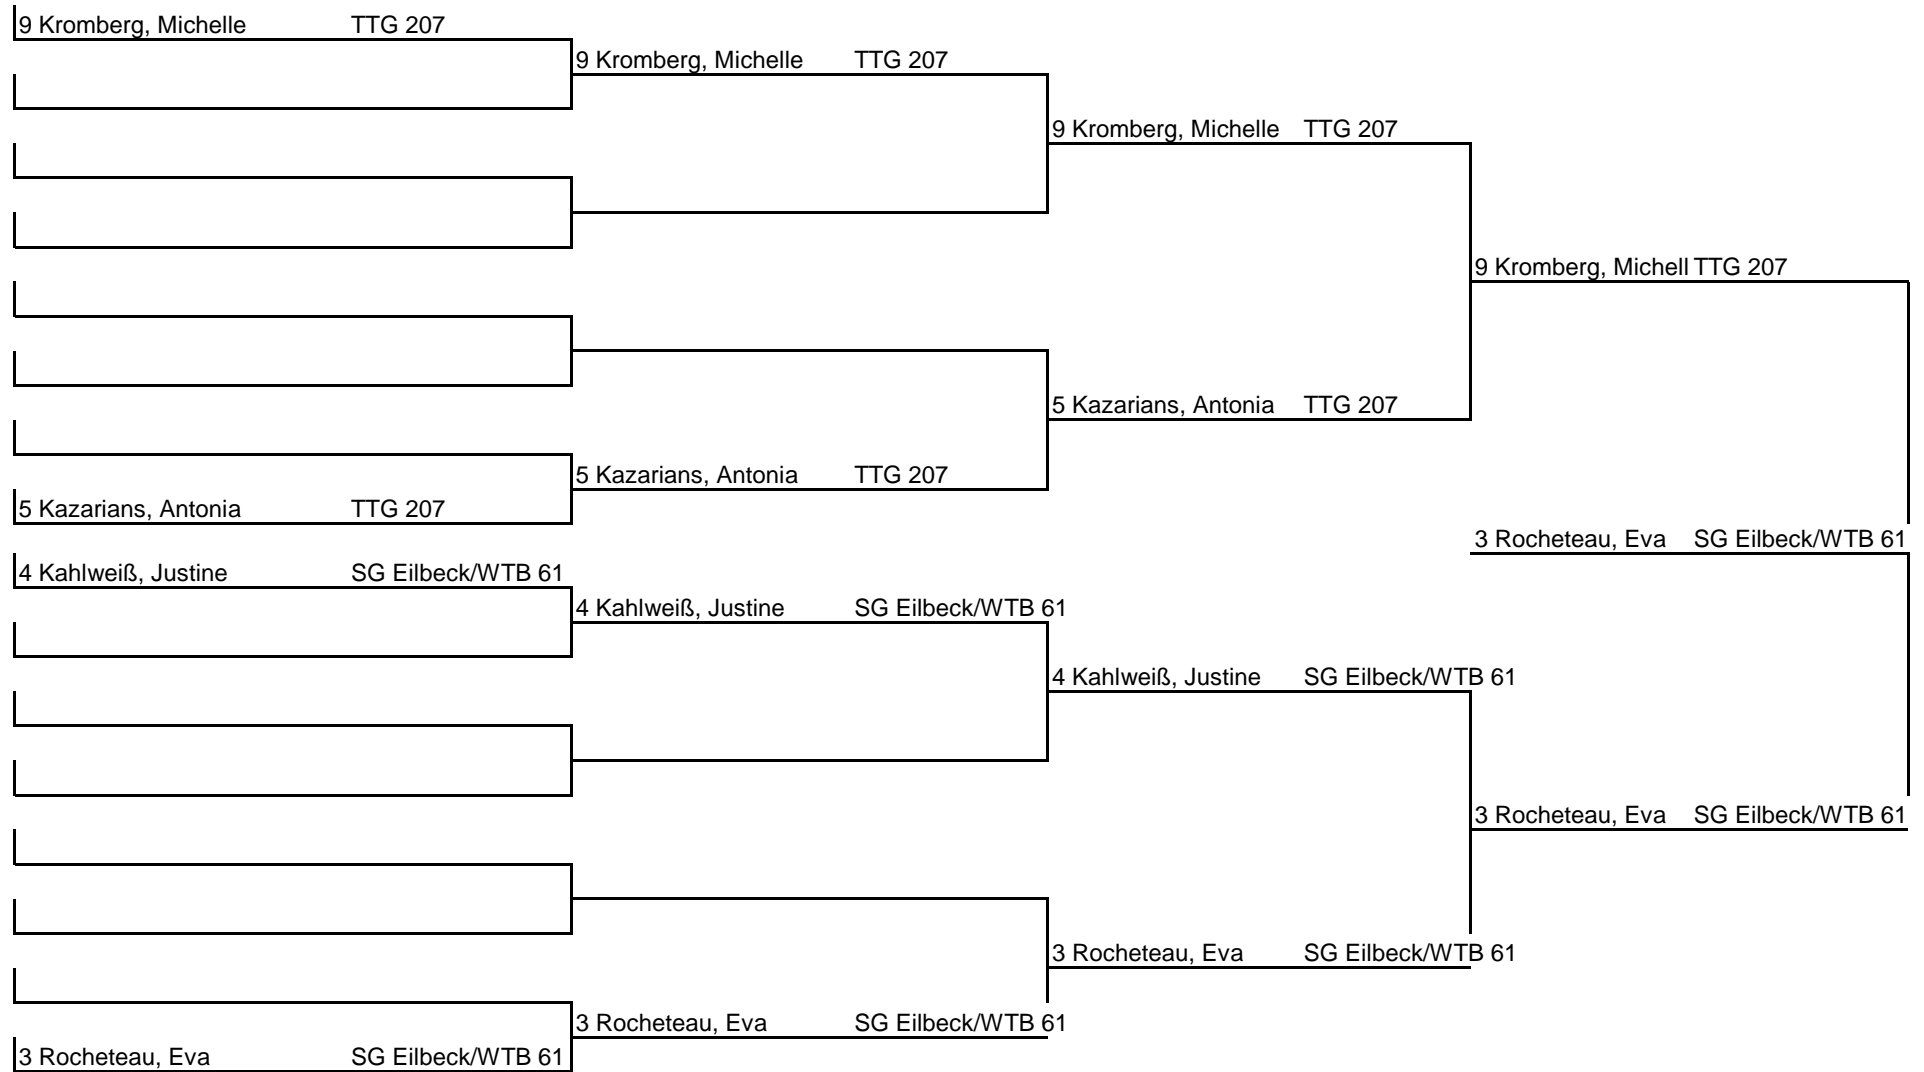 9 Kromberg, Michelle TTG 207
9 Kromberg, Michelle TTG 207
9 Kromberg, Michelle TTG 207
9 Kromberg, Michell TTG 207
5 Kazarians, Antonia TTG 207
5 Kazarians, Antonia TTG 207
5 Kazarians, Antonia TTG 207
3 Rocheteau, Eva SG Eilbeck/WTB 61
4 Kahlweiß, Justine SG Eilbeck/WTB 61
4 Kahlweiß, Justine SG Eilbeck/WTB 61
4 Kahlweiß, Justine SG Eilbeck/WTB 61
3 Rocheteau, Eva SG Eilbeck/WTB 61
3 Rocheteau, Eva SG Eilbeck/WTB 61
3 Rocheteau, Eva SG Eilbeck/WTB 61
3 Rocheteau, Eva SG Eilbeck/WTB 61